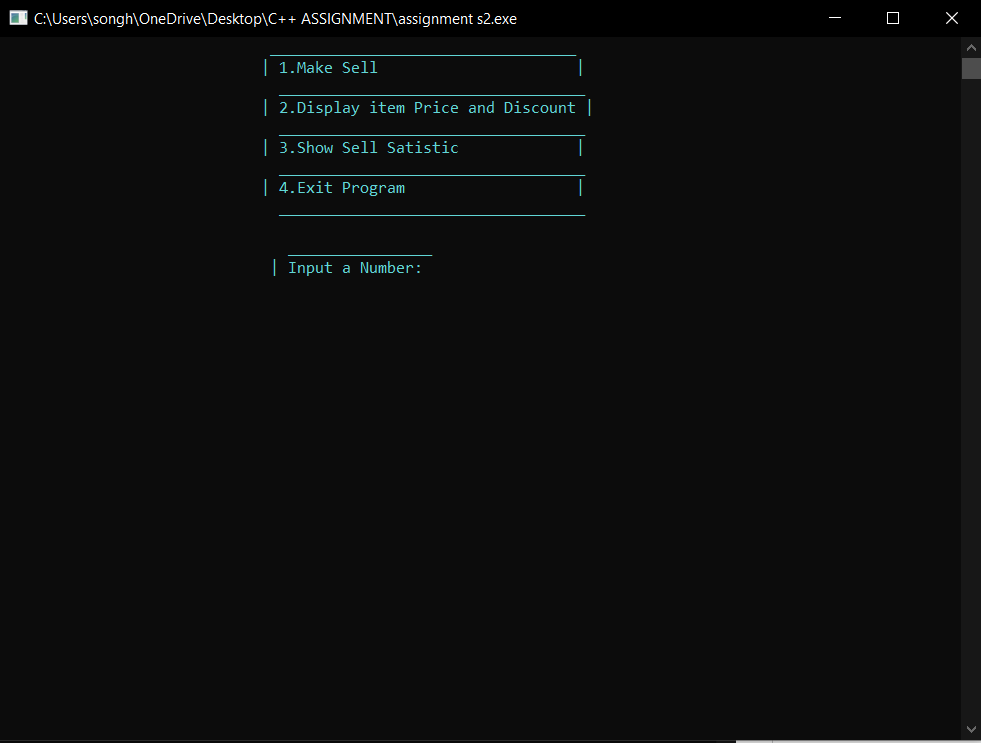 C:\Users\songh\OneDrive\Desktop\C++ ASSIGNMENT\assignment s2.exe
| 1.Make Sell |
| 2.Display item Price and Discount |
| 3.Show Sell Satistic |
| 4.Exit Program |
| Input a Number: